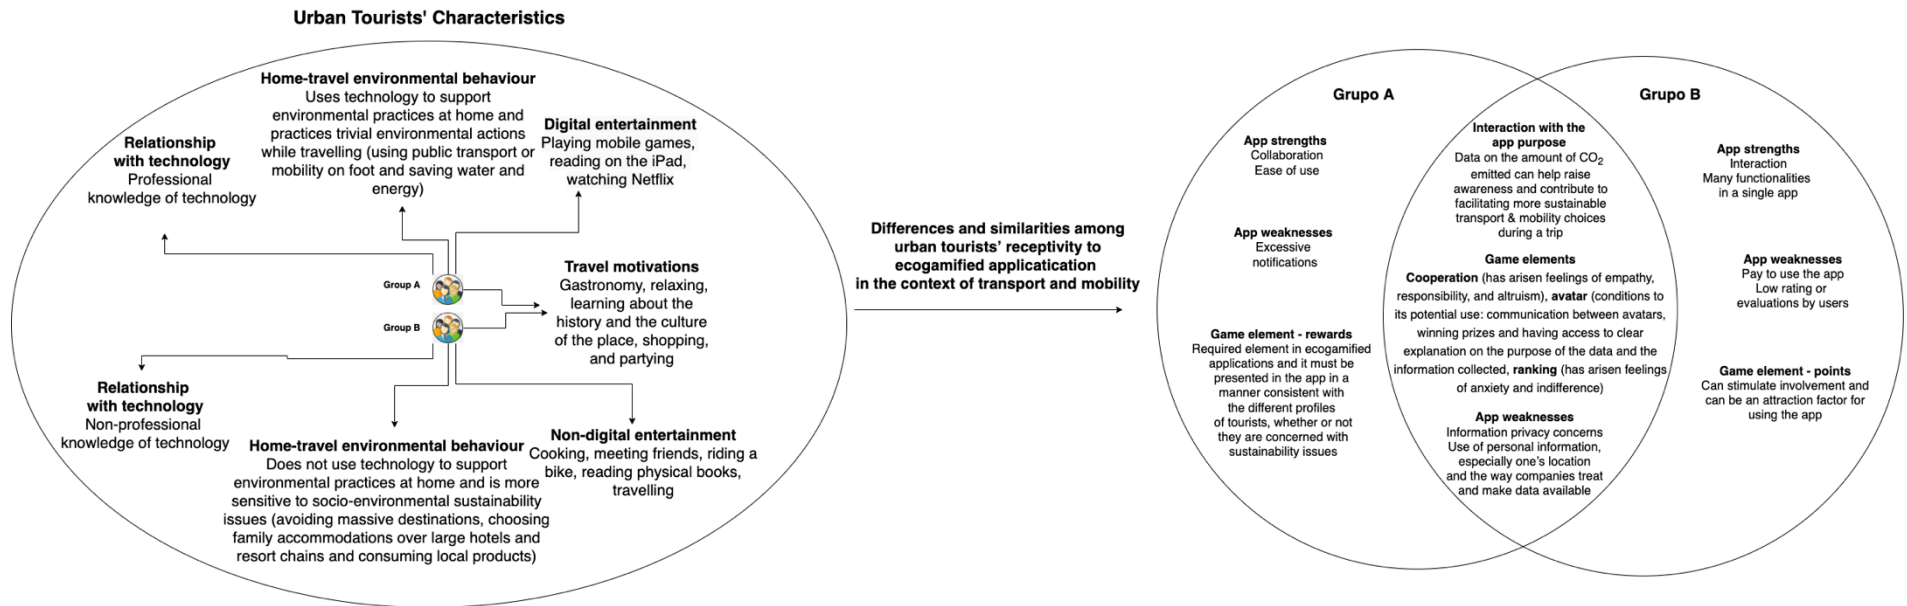 Urban Tourists' Characteristics
Home-travel environmental behaviour
Uses technology to support
environmental practices at home and
practices trivial environmental actions
while travelling (using public transport or
mobility on foot and saving water and
energy)
Relationship
with technology
Professional
knowledge of technology
Digital entertainment
Playing mobile games,
reading on the iPad,
watching Netflix
Group A
Group B
Travel motivations
Gastronomy, relaxing,
learning about the
history and the culture
of the place, shopping,
and partying
Relationship
with technology
Non-professional
knowledge of technology
Home-travel environmental behaviour
Does not use technology to support
environmental practices at home and is more
sensitive to socio-environmental sustainability
issues (avoiding massive destinations, choosing
family accommodations over large hotels and
resort chains and consuming local products)
Non-digital entertainment
Cooking, meeting friends, riding a
bike, reading physical books,
travelling
Differences and similarities among
urban tourists' receptivity to
ecogamified applicatication
in the context of transport and mobility
Grupo A
App strengths
Collaboration
Ease of use
App weaknesses
Excessive
notifications
Game element - rewards
Required element in ecogamified
applications and it must be
presented in the app in a
manner consistent with
the different profiles
of tourists, whether or not
they are concerned with
sustainability issues
Interaction with the
app purpose
Data on the amount of CO2
emitted can help raise
awareness and contribute to
facilitating more sustainable
transport & mobility choices
during a trip
Game elements
Cooperation (has arisen feelings of empathy,
responsibility, and altruism), avatar (conditions to
its potential use: communication between avatars,
winning prizes and having access to clear
explanation on the purpose of the data and the
information collected, ranking (has arisen feelings
of anxiety and indifference)
App weaknesses
Information privacy concerns
Use of personal information,
especially one's location
and the way companies treat
and make data available
Grupo B
App strengths
Interaction
Many functionalities
in a single app
App weaknesses
Pay to use the app
Low rating or
evaluations by users
Game element - points
Can stimulate involvement and
can be an attraction factor for
using the app